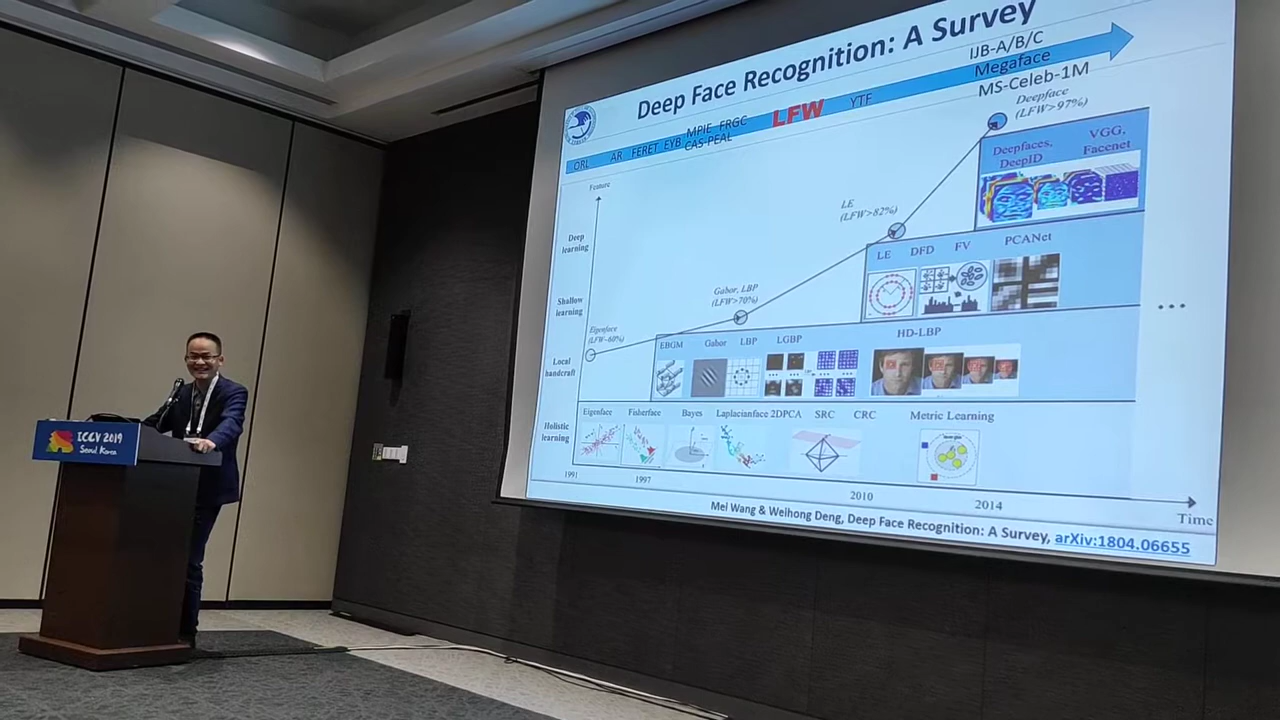 Deep Face Recognition: A Survey
IJB-A/B/C
Megaface
MS-Celeb-1M
ORL AR FERET EYB MPIE FRGC LFW YTF
CAS-PEAL
Feature
Deepface
(LFW>97%)
Deepfaces,
DeepID
VGG,
Facenet
Deep
learning
LE
(LFW>82%)
LE DFD FV PCANet
Shallow
learning
Gabor, LBP
(LFW>70%)
...
Eigenface
(LFW~60%)
EBGM Gabor LBP LGBP HD-LBP
Local
handcraft
Eigenface Fisherface Bayes Laplacianface 2DPCA SRC CRC Metric Learning
Holistic
learning
1991 1997 2010 2014
Time
Mei Wang & Weihong Deng, Deep Face Recognition: A Survey, arXiv:1804.06655
ICCV 2019
Seoul Korea